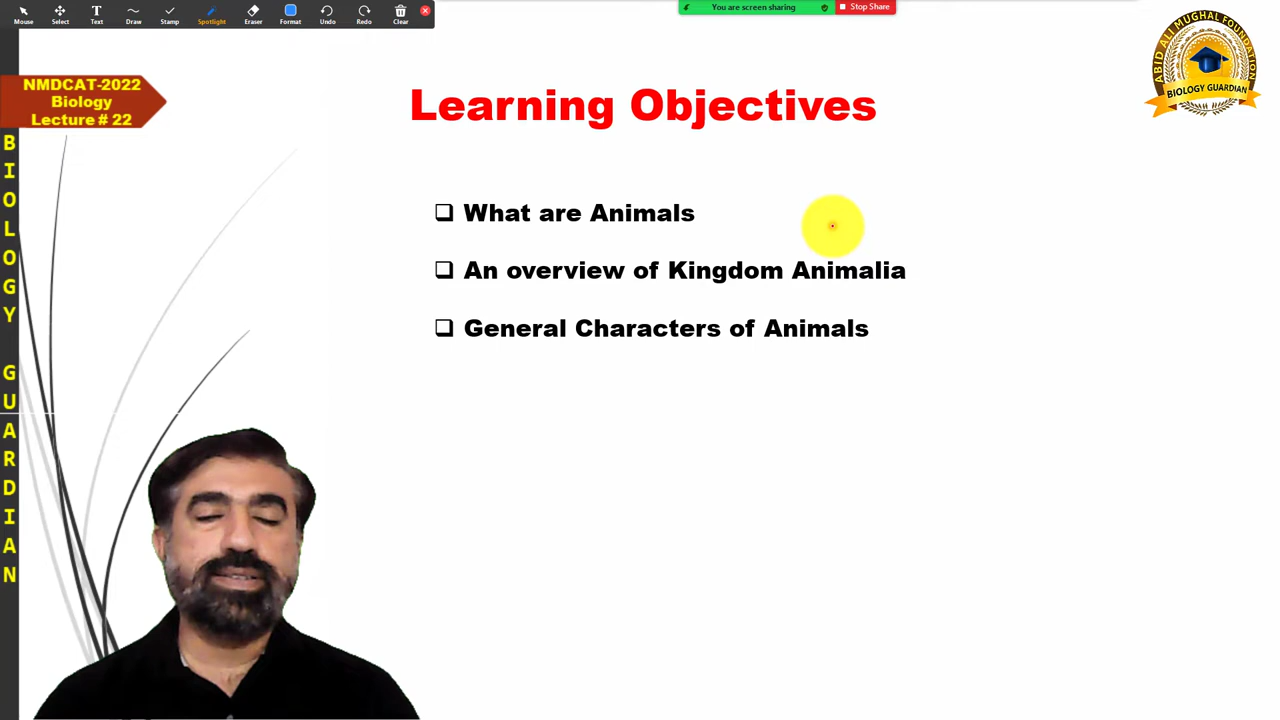 Mouse
Select
Text
Draw
Stamp
Spotlight
Eraser
Format
Undo
Redo
Clear
You are screen sharing
Stop Share
NMDCAT-2022
Biology
Lecture # 22
BIOLOGY GUARDIAN
ABID ALI MUGHAL FOUNDATION
BIOLOGY GUARDIAN
Learning Objectives
❑ What are Animals
❑ An overview of Kingdom Animalia
❑ General Characters of Animals